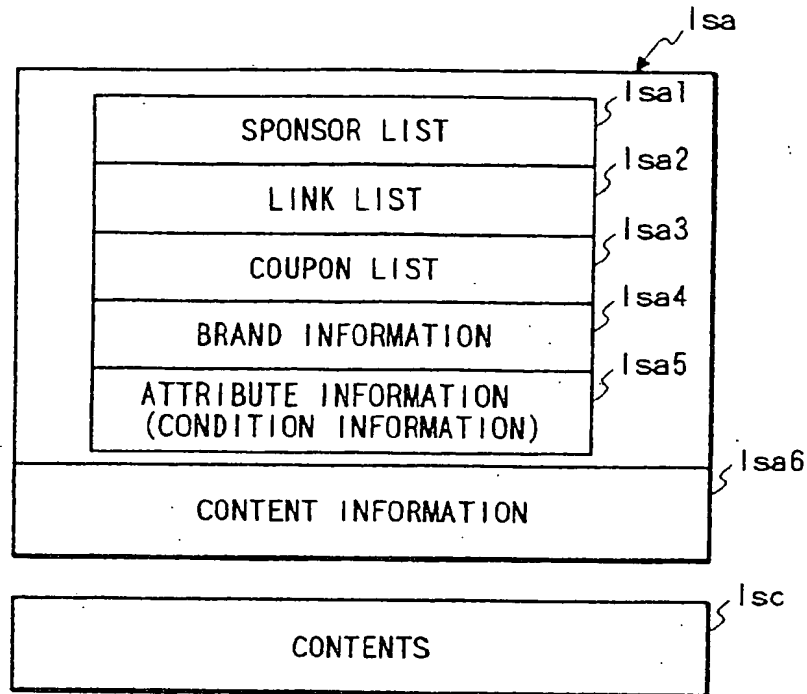 Isa
SPONSOR LIST
Isa1
LINK LIST
Isa2
COUPON LIST
Isa3
BRAND INFORMATION
Isa4
ATTRIBUTE INFORMATION
(CONDITION INFORMATION)
Isa5
CONTENT INFORMATION
Isa6
CONTENTS
Isc